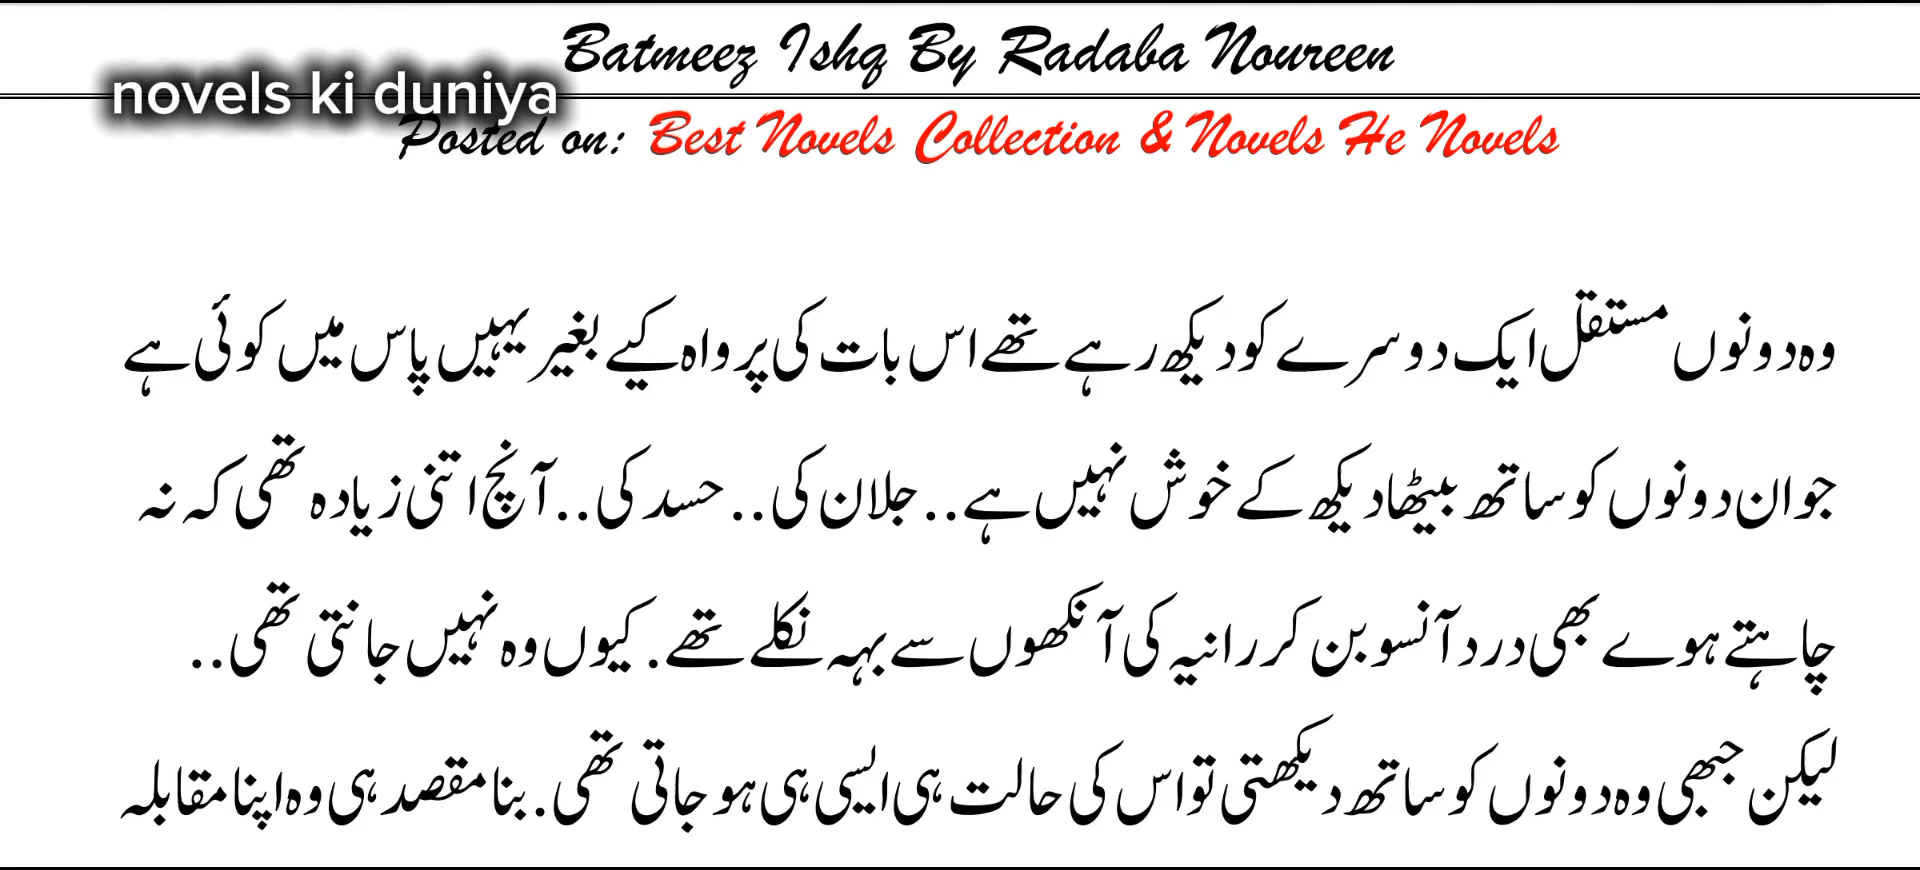 Batmeez Ishq By Radaba Noureen
novels ki duniya
Posted on: Best Novels Collection & Novels He Novels
وہ دونوں مستقل ایک دوسرے کو دیکھ رہے تھے اس بات کی پرواہ کیے بغیر یہیں پاس میں کوئی ہے
جو ان دونوں کو ساتھ بیٹھا دیکھ کے خوش نہیں ہے.. جلان کی.. حسد کی.. آنچ اتنی زیادہ تھی کہ نہ
چاہتے ہوے بھی درد آنسو بن کر رانیہ کی آنکھوں سے بہہ نکلے تھے. کیوں وہ نہیں جانتی تھی..
لیکن جبھی وہ دونوں کو ساتھ دیکھتی تو اس کی حالت ہی ایسی ہی ہو جاتی تھی. بنا مقصد ہی وہ اپنا مقابلہ